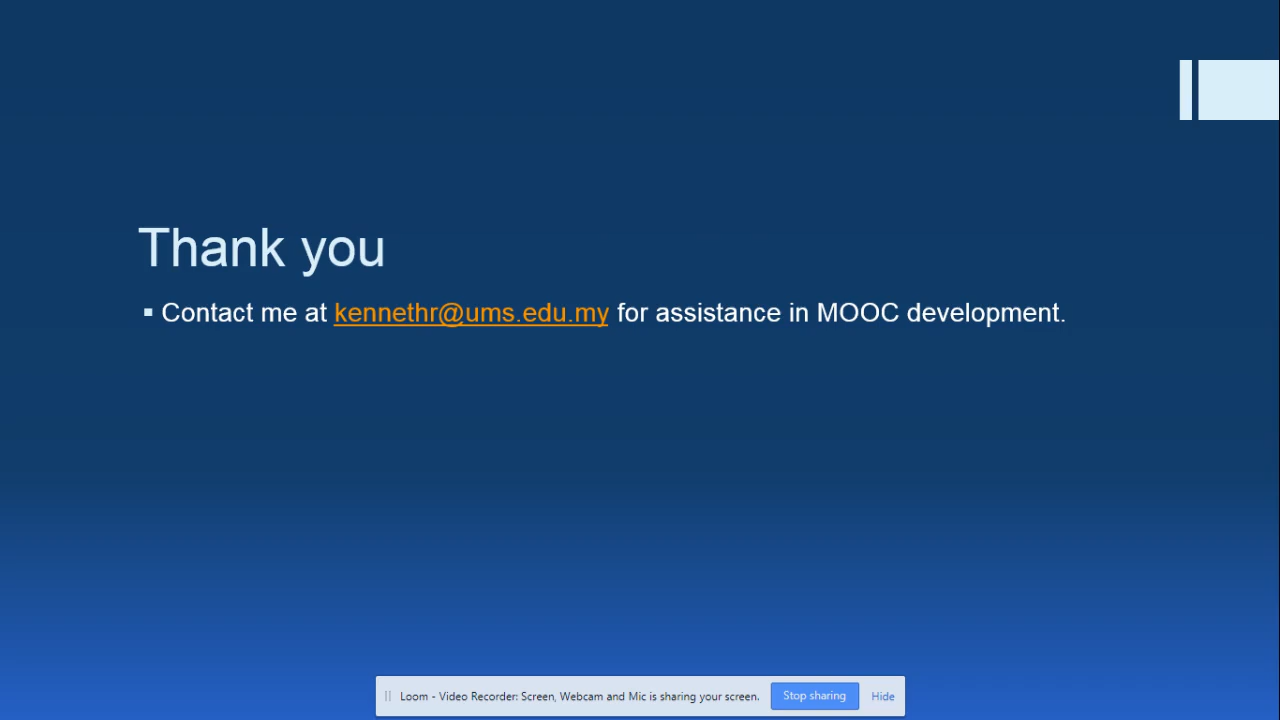 Thank you
▪ Contact me at kennethr@ums.edu.my for assistance in MOOC development.
Loom - Video Recorder: Screen, Webcam and Mic is sharing your screen. Stop sharing Hide